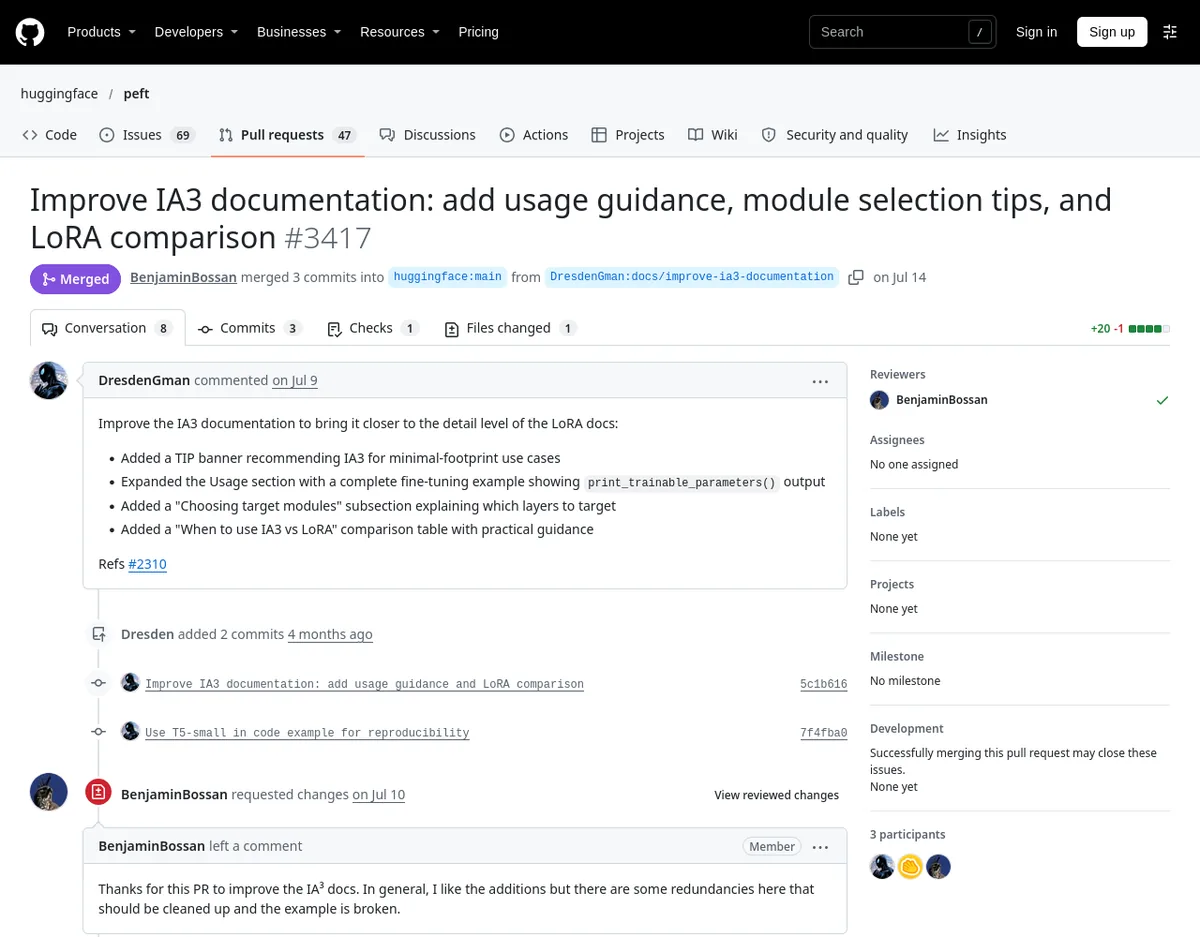 Products Developers Businesses Resources Pricing Search / Sign in Sign up
huggingface / peft
Code Issues 69 Pull requests 47 Discussions Actions Projects Wiki Security and quality Insights
Improve IA3 documentation: add usage guidance, module selection tips, and
LoRA comparison #3417
Merged BenjaminBossan merged 3 commits into huggingface:main from DresdenGman:docs/improve-ia3-documentation on Jul 14
Conversation 8 Commits 3 Checks 1 Files changed 1 +20 -1
DresdenGman commented on Jul 9
Improve the IA3 documentation to bring it closer to the detail level of the LoRA docs:
• Added a TIP banner recommending IA3 for minimal-footprint use cases
• Expanded the Usage section with a complete fine-tuning example showing print_trainable_parameters() output
• Added a "Choosing target modules" subsection explaining which layers to target
• Added a "When to use IA3 vs LoRA" comparison table with practical guidance
Refs #2310
Dresden added 2 commits 4 months ago
Improve IA3 documentation: add usage guidance and LoRA comparison 5c1b616
Use T5-small in code example for reproducibility 7f4fba0
BenjaminBossan requested changes on Jul 10 View reviewed changes
BenjaminBossan left a comment Member
Thanks for this PR to improve the IA³ docs. In general, I like the additions but there are some redundancies here that
should be cleaned up and the example is broken.
Reviewers
BenjaminBossan
Assignees
No one assigned
Labels
None yet
Projects
None yet
Milestone
No milestone
Development
Successfully merging this pull request may close these
issues.
None yet
3 participants